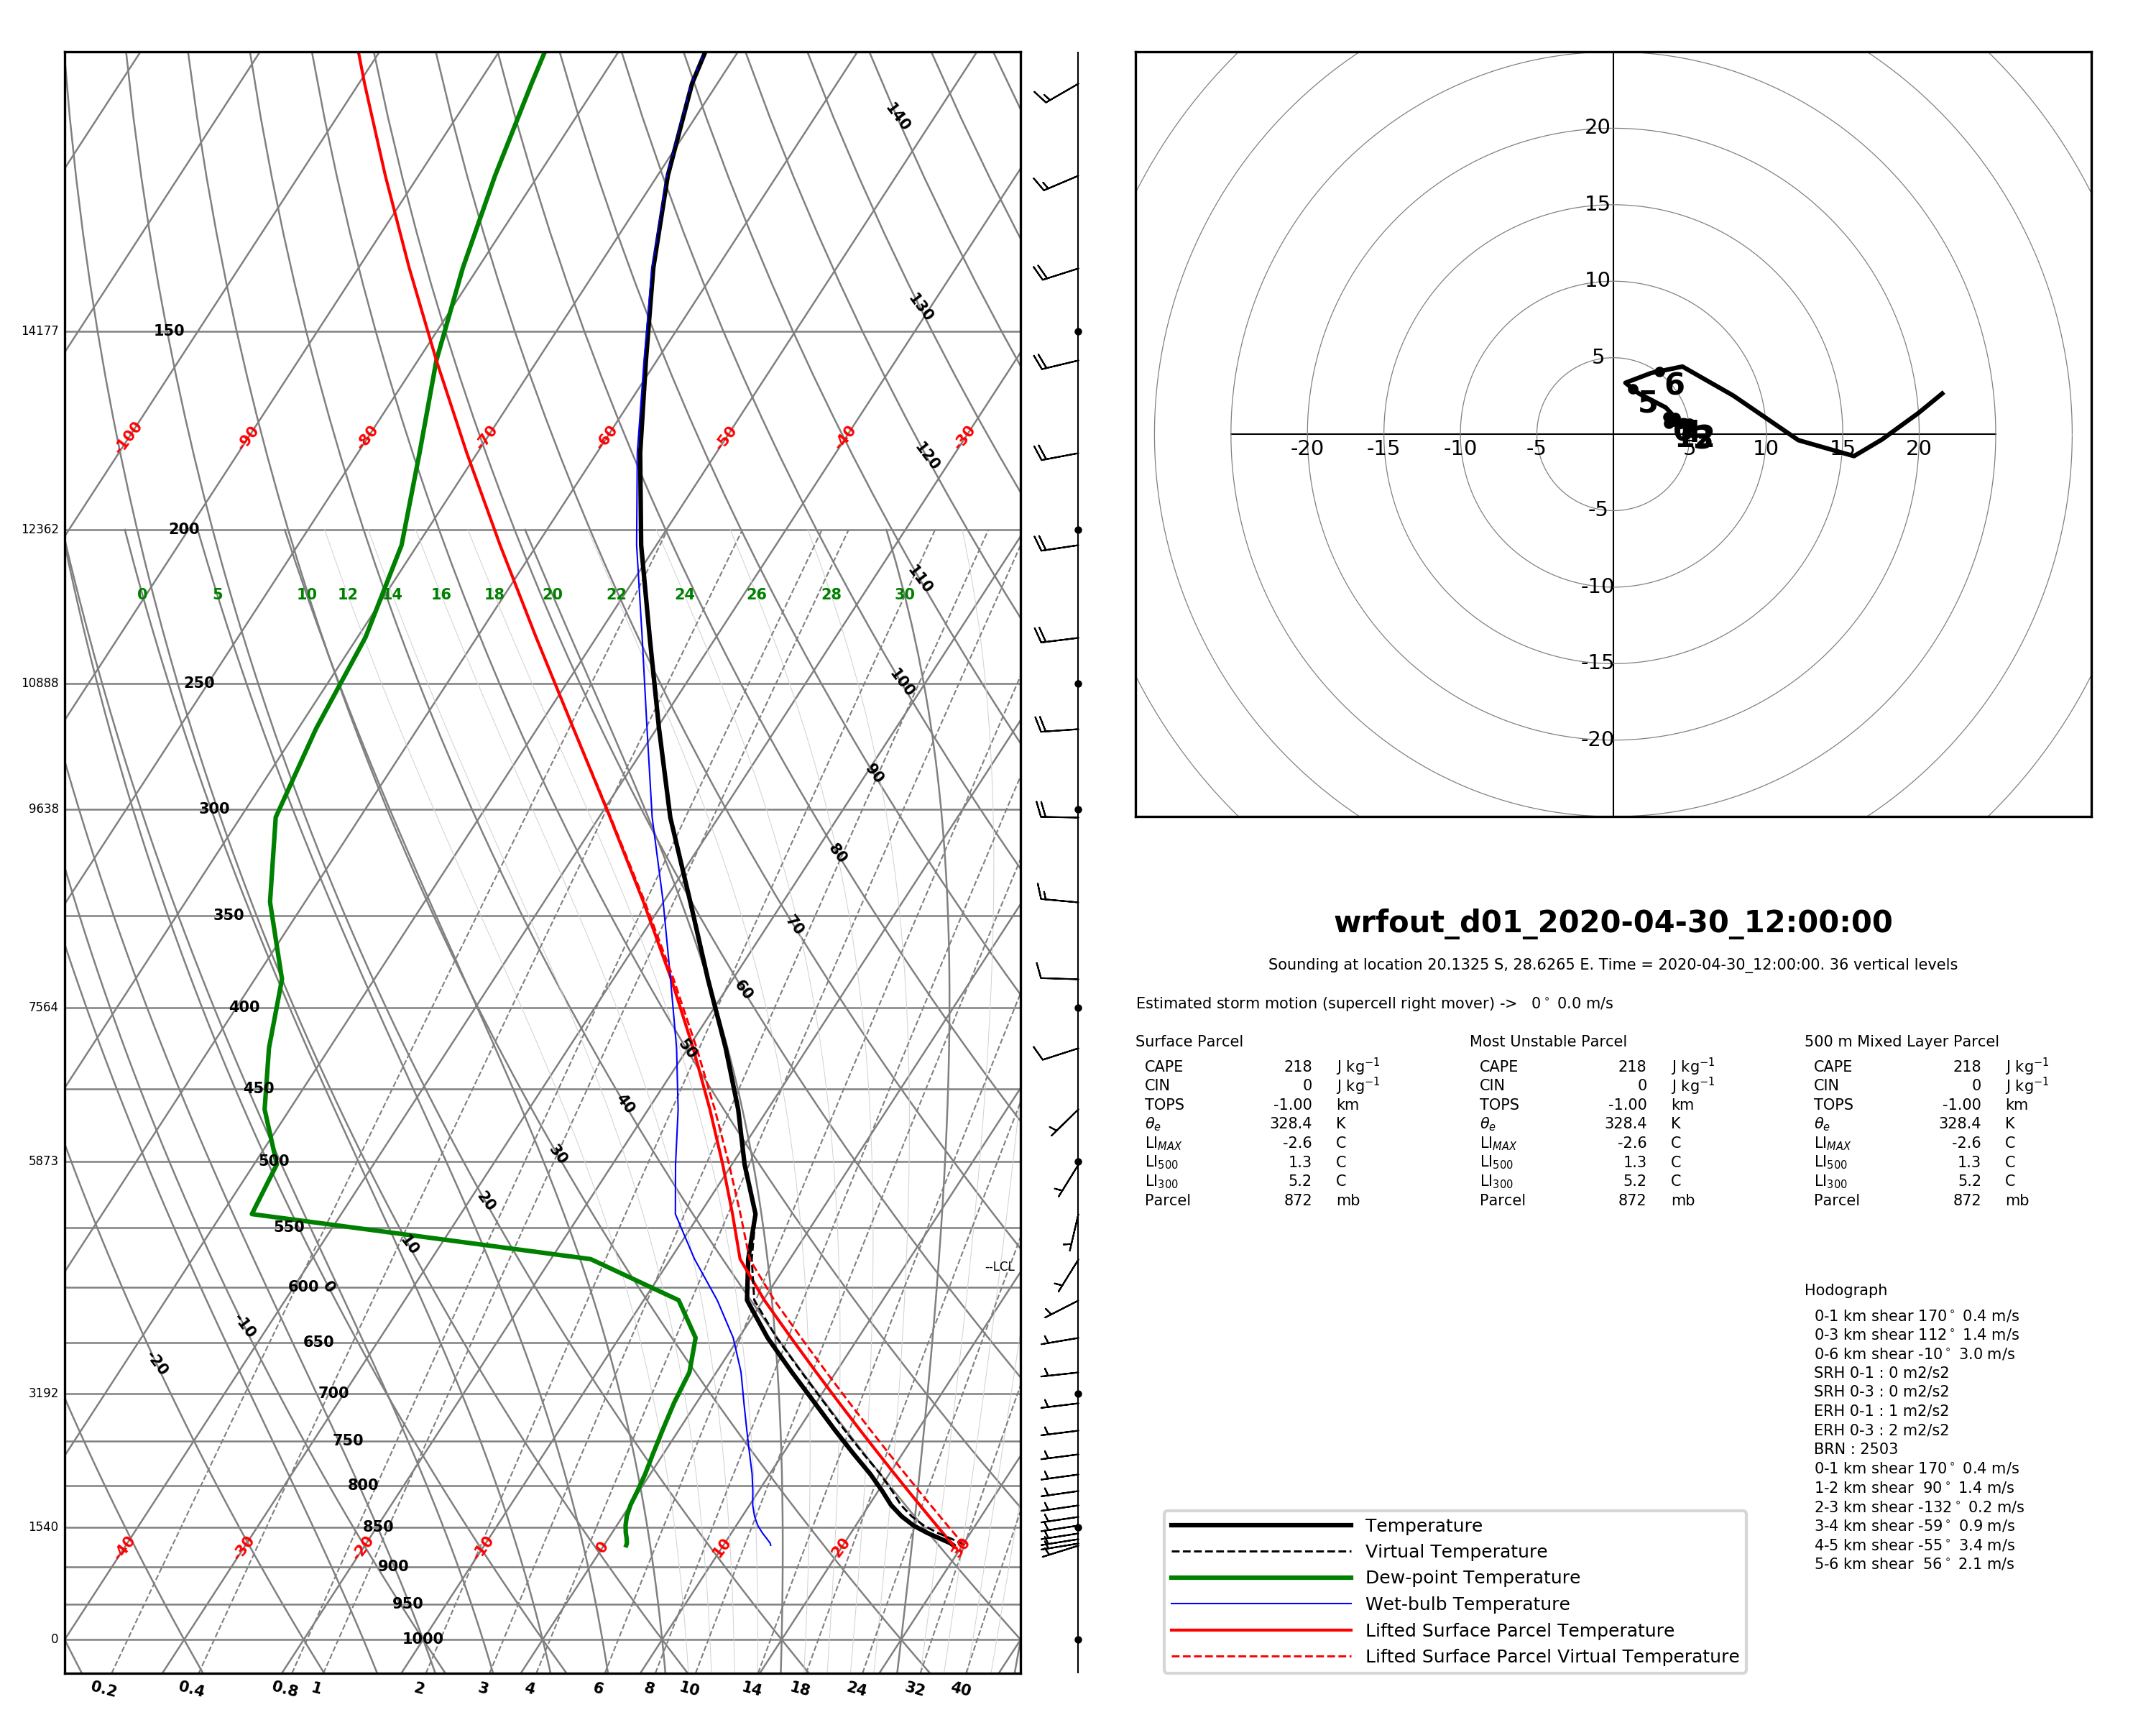 140
130
120
110
100
90
80
70
60
50
40
30
20
10
0
-10
-20
14177 150
-100 -90 -80 -70 -60 -50 -40 -30
12362 200
0 5 10 12 14 16 18 20 22 24 26 28 30
10888 250
9638 300
350
7564 400
450
5873 500
550
--LCL
600
650
3192 700
750
800
1540 850
-40 -30 -20 -10 0 10 20 30
900
950
0 1000
0.2 0.4 0.8 1 2 3 4 6 8 10 14 18 24 32 40
20
15
10
5
-20 -15 -10 -5 5 10 15 20
-5
-10
-15
-20
5
6
wrfout_d01_2020-04-30_12:00:00
Sounding at location 20.1325 S, 28.6265 E. Time = 2020-04-30_12:00:00. 36 vertical levels
Estimated storm motion (supercell right mover) -> 0° 0.0 m/s
Surface Parcel
CAPE 218 J kg⁻¹
CIN 0 J kg⁻¹
TOPS -1.00 km
θₑ 328.4 K
LI_MAX -2.6 C
LI₅₀₀ 1.3 C
LI₃₀₀ 5.2 C
Parcel 872 mb
Most Unstable Parcel
CAPE 218 J kg⁻¹
CIN 0 J kg⁻¹
TOPS -1.00 km
θₑ 328.4 K
LI_MAX -2.6 C
LI₅₀₀ 1.3 C
LI₃₀₀ 5.2 C
Parcel 872 mb
500 m Mixed Layer Parcel
CAPE 218 J kg⁻¹
CIN 0 J kg⁻¹
TOPS -1.00 km
θₑ 328.4 K
LI_MAX -2.6 C
LI₅₀₀ 1.3 C
LI₃₀₀ 5.2 C
Parcel 872 mb
Hodograph
0-1 km shear 170° 0.4 m/s
0-3 km shear 112° 1.4 m/s
0-6 km shear -10° 3.0 m/s
SRH 0-1 : 0 m2/s2
SRH 0-3 : 0 m2/s2
ERH 0-1 : 1 m2/s2
ERH 0-3 : 2 m2/s2
BRN : 2503
0-1 km shear 170° 0.4 m/s
1-2 km shear 90° 1.4 m/s
2-3 km shear -132° 0.2 m/s
3-4 km shear -59° 0.9 m/s
4-5 km shear -55° 3.4 m/s
5-6 km shear 56° 2.1 m/s
Temperature
Virtual Temperature
Dew-point Temperature
Wet-bulb Temperature
Lifted Surface Parcel Temperature
Lifted Surface Parcel Virtual Temperature